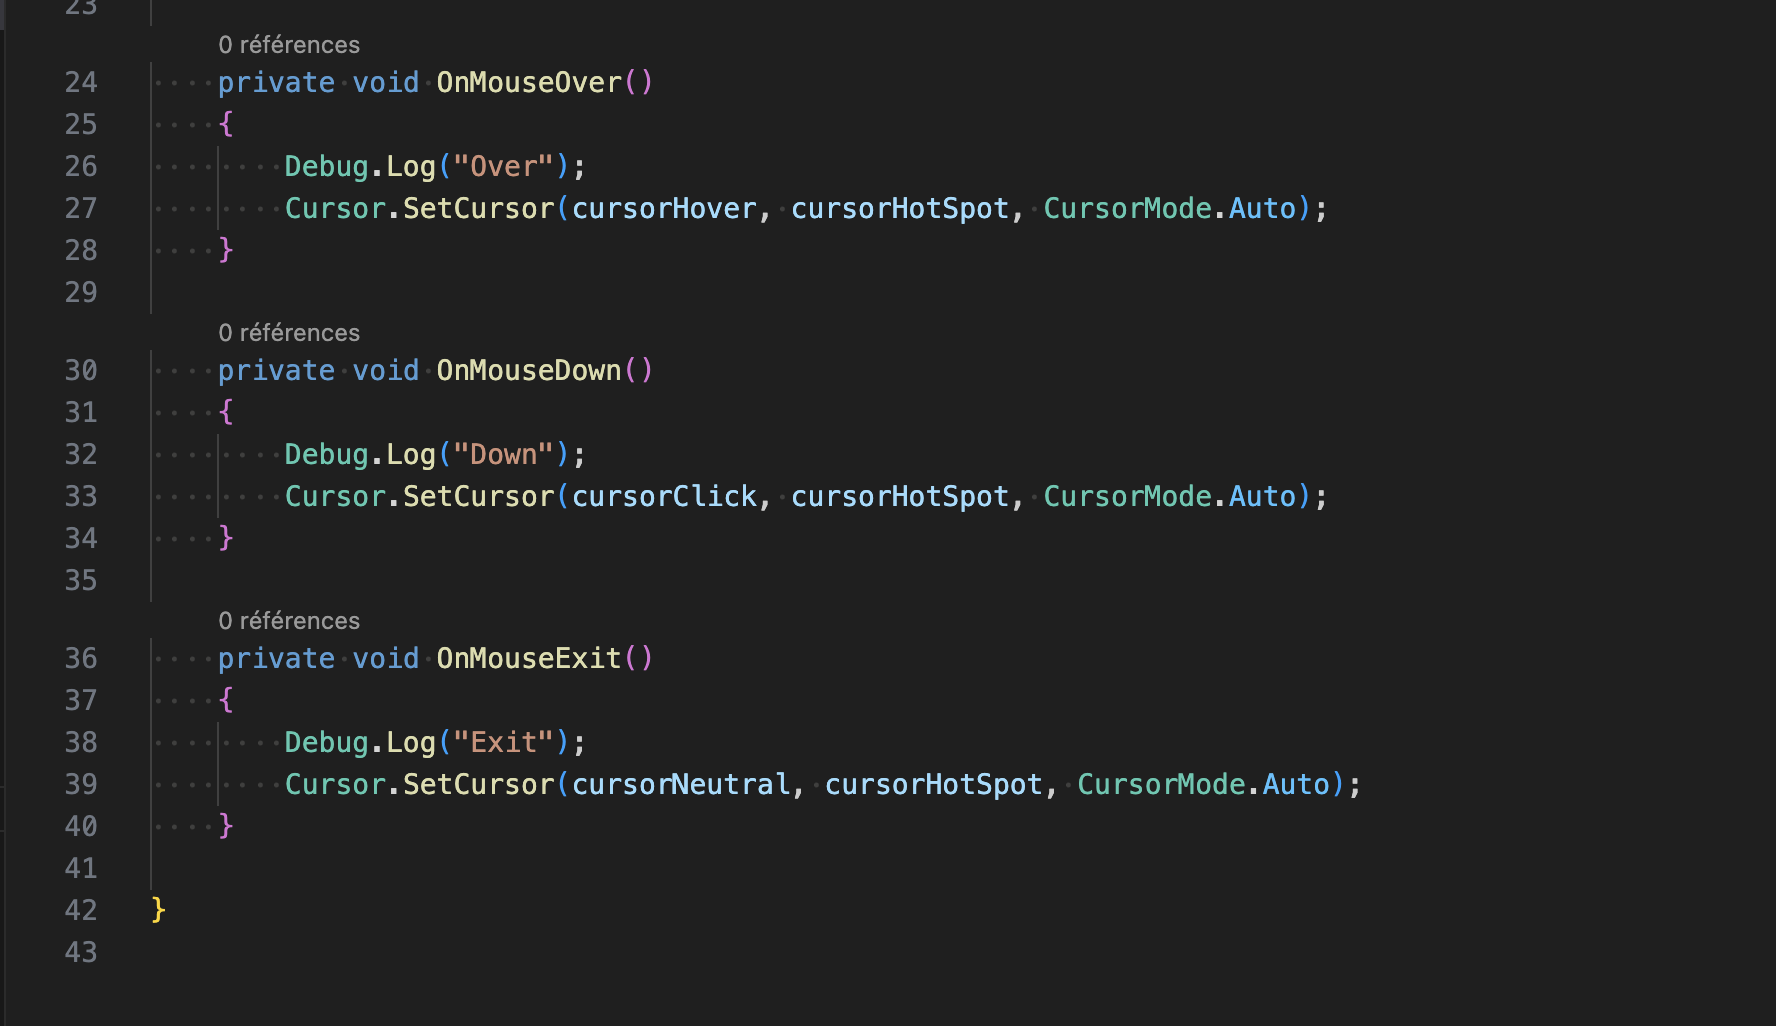 23
0 références
24 private void OnMouseOver()
25 {
26 Debug.Log("Over");
27 Cursor.SetCursor(cursorHover, cursorHotSpot, CursorMode.Auto);
28 }
29
0 références
30 private void OnMouseDown()
31 {
32 Debug.Log("Down");
33 Cursor.SetCursor(cursorClick, cursorHotSpot, CursorMode.Auto);
34 }
35
0 références
36 private void OnMouseExit()
37 {
38 Debug.Log("Exit");
39 Cursor.SetCursor(cursorNeutral, cursorHotSpot, CursorMode.Auto);
40 }
41
42 }
43